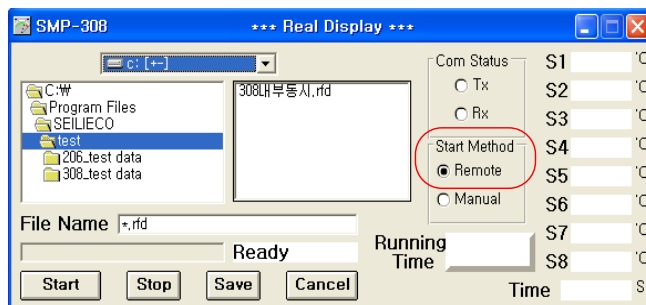 SMP-308 *** Real Display ***
c: [+-]
C:₩
Program Files
SEILIECO
test
206_test data
308_test data
308내부동시.rfd
Com Status
Tx
Rx
Start Method
Remote
Manual
File Name *.rfd
Ready
Running Time
Start Stop Save Cancel
S1 'C
S2 'C
S3 'C
S4 'C
S5 'C
S6 'C
S7 'C
S8 'C
Time S